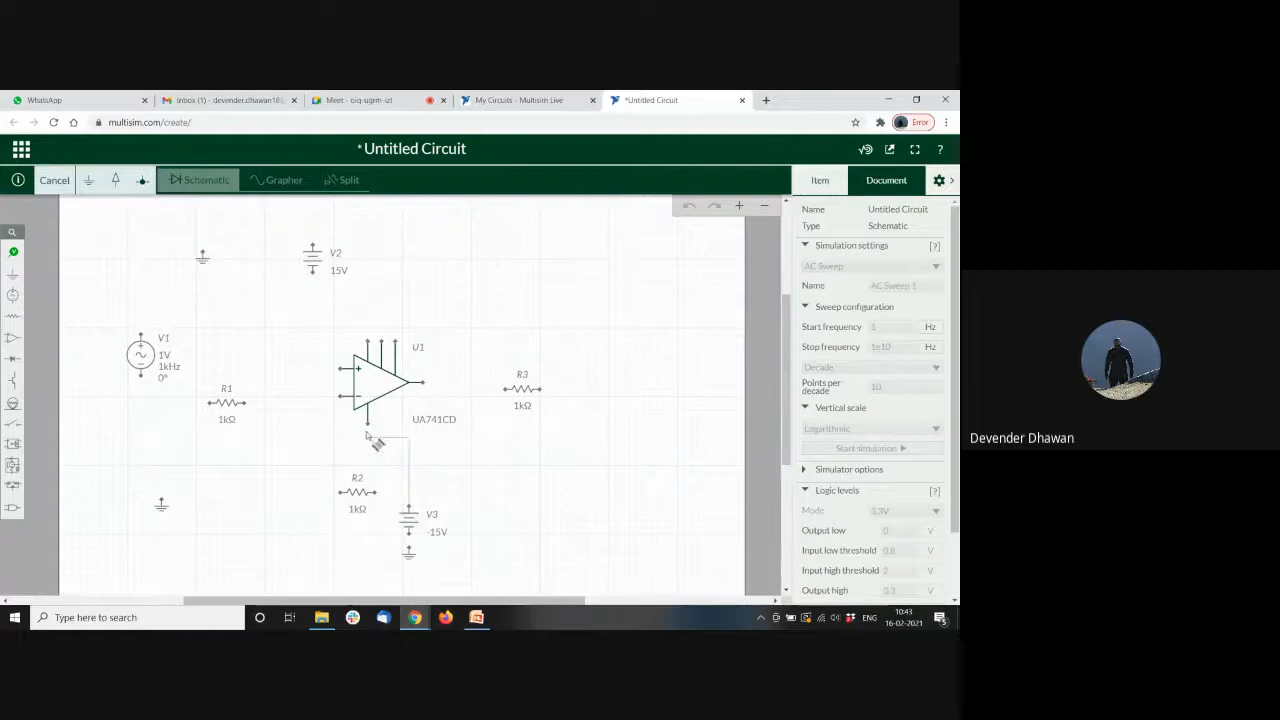 WhatsApp
Inbox (1) - devender.dhawan18@
Meet - oiq-ugrm-izt
My Circuits - Multisim Live
*Untitled Circuit
multisim.com/create/
Error
*Untitled Circuit
Cancel
Schematic
Grapher
Split
Item
Document
Name Untitled Circuit
Type Schematic
Simulation settings [?]
AC Sweep
Name AC Sweep 1
Sweep configuration
Start frequency 1 Hz
Stop frequency 1e10 Hz
Decade
Points per decade 10
Vertical scale
Logarithmic
Start simulation
Simulator options
Logic levels [?]
Mode 3.3V
Output low 0 V
Input low threshold 0.8 V
Input high threshold 2 V
Output high 3.3 V
V2
15V
V1
1V
1kHz
0°
U1
UA741CD
R1
1kΩ
R3
1kΩ
R2
1kΩ
V3
-15V
Devender Dhawan
Type here to search
ENG
10:43
16-02-2021
5